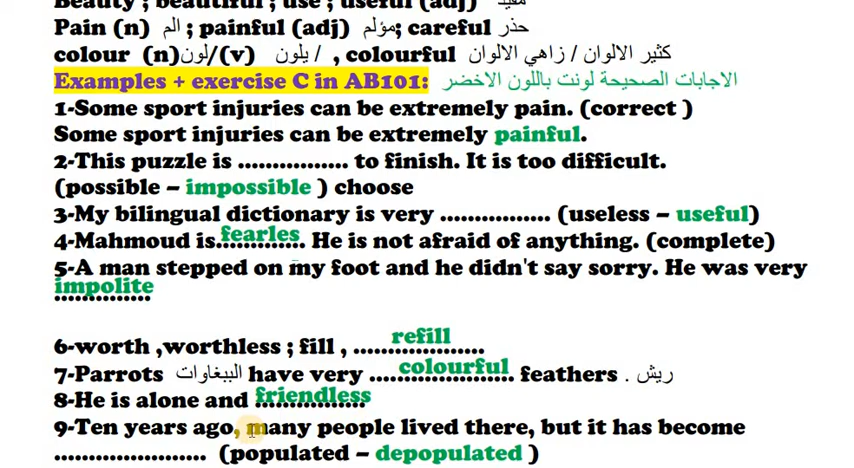 Beauty ; beautiful ; use ; useful (adj) مفيد
Pain (n) الم ; painful (adj) مؤلم; careful حذر
colour (n)لون/(v) يلون / , colourful كثير الالوان / زاهي الالوان
Examples + exercise C in AB101: الاجابات الصحيحة لونت باللون الاخضر
1-Some sport injuries can be extremely pain. (correct )
Some sport injuries can be extremely painful.
2-This puzzle is ................ to finish. It is too difficult.
(possible – impossible ) choose
3-My bilingual dictionary is very ................ (useless – useful)
4-Mahmoud is.fearles. He is not afraid of anything. (complete)
5-A man stepped on my foot and he didn't say sorry. He was very
impolite
6-worth ,worthless ; fill , refill
7-Parrots الببغاوات have very colourful feathers . ريش
8-He is alone and friendless
9-Ten years ago, many people lived there, but it has become
...................... (populated – depopulated )